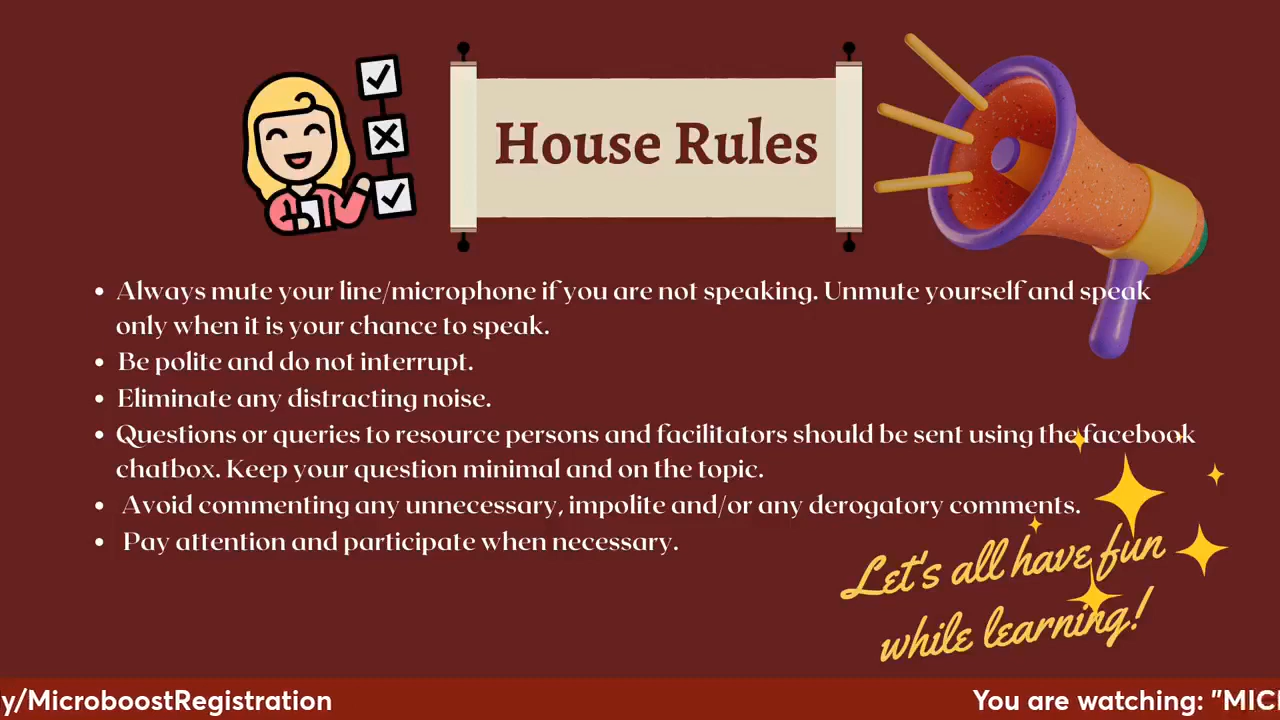 House Rules
• Always mute your line/microphone if you are not speaking. Unmute yourself and speak
only when it is your chance to speak.
• Be polite and do not interrupt.
• Eliminate any distracting noise.
• Questions or queries to resource persons and facilitators should be sent using the facebook
chatbox. Keep your question minimal and on the topic.
• Avoid commenting any unnecessary, impolite and/or any derogatory comments.
• Pay attention and participate when necessary.
Let's all have fun
while learning!
y/MicroboostRegistration
You are watching: "MICI